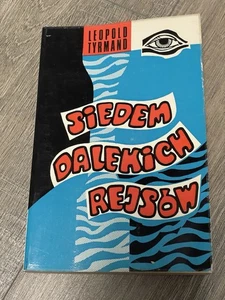 LEOPOLD
TYRMAND
SIEDEM
DALEKICH
REJSÓW